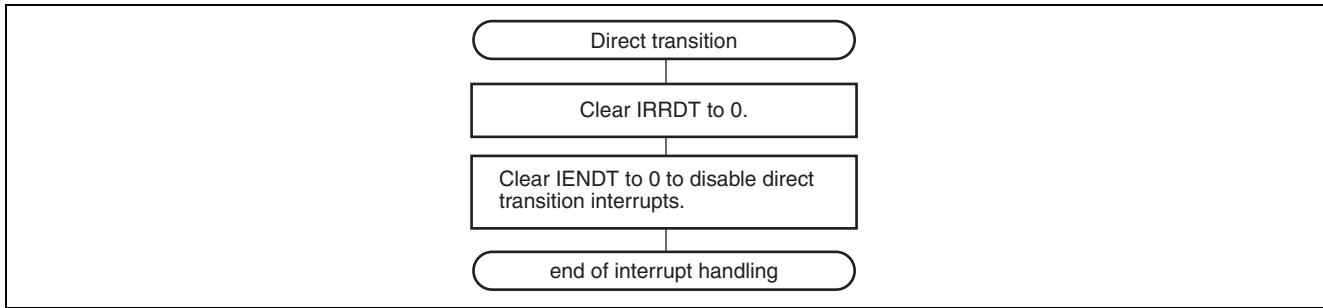 Direct transition
Clear IRRDT to 0.
Clear IENDT to 0 to disable direct
transition interrupts.
end of interrupt handling